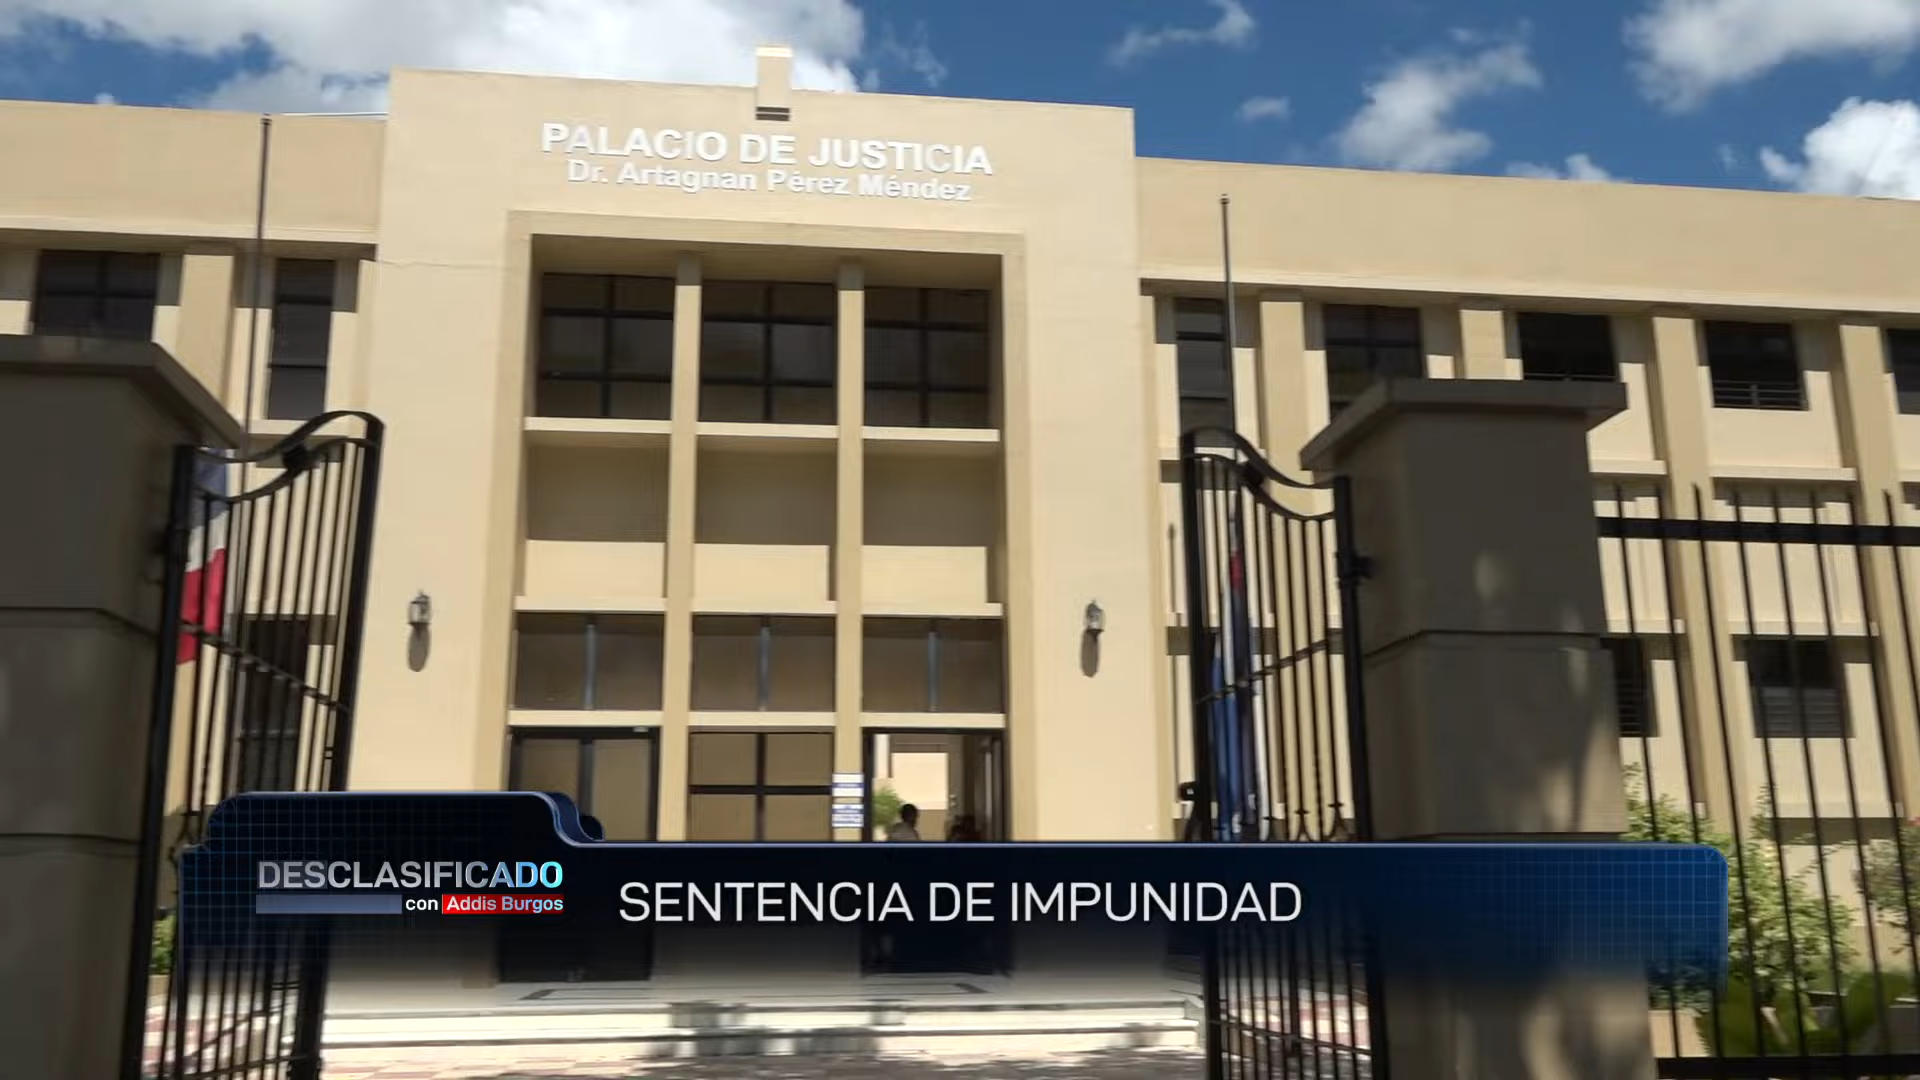 PALACIO DE JUSTICIA
Dr. Artagnan Pérez Méndez
DESCLASIFICADO
con Addis Burgos
SENTENCIA DE IMPUNIDAD